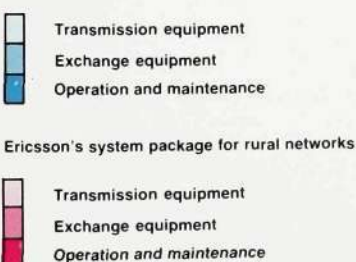 Transmission equipment
Exchange equipment
Operation and maintenance
Ericsson's system package for rural networks
Transmission equipment
Exchange equipment
Operation and maintenance